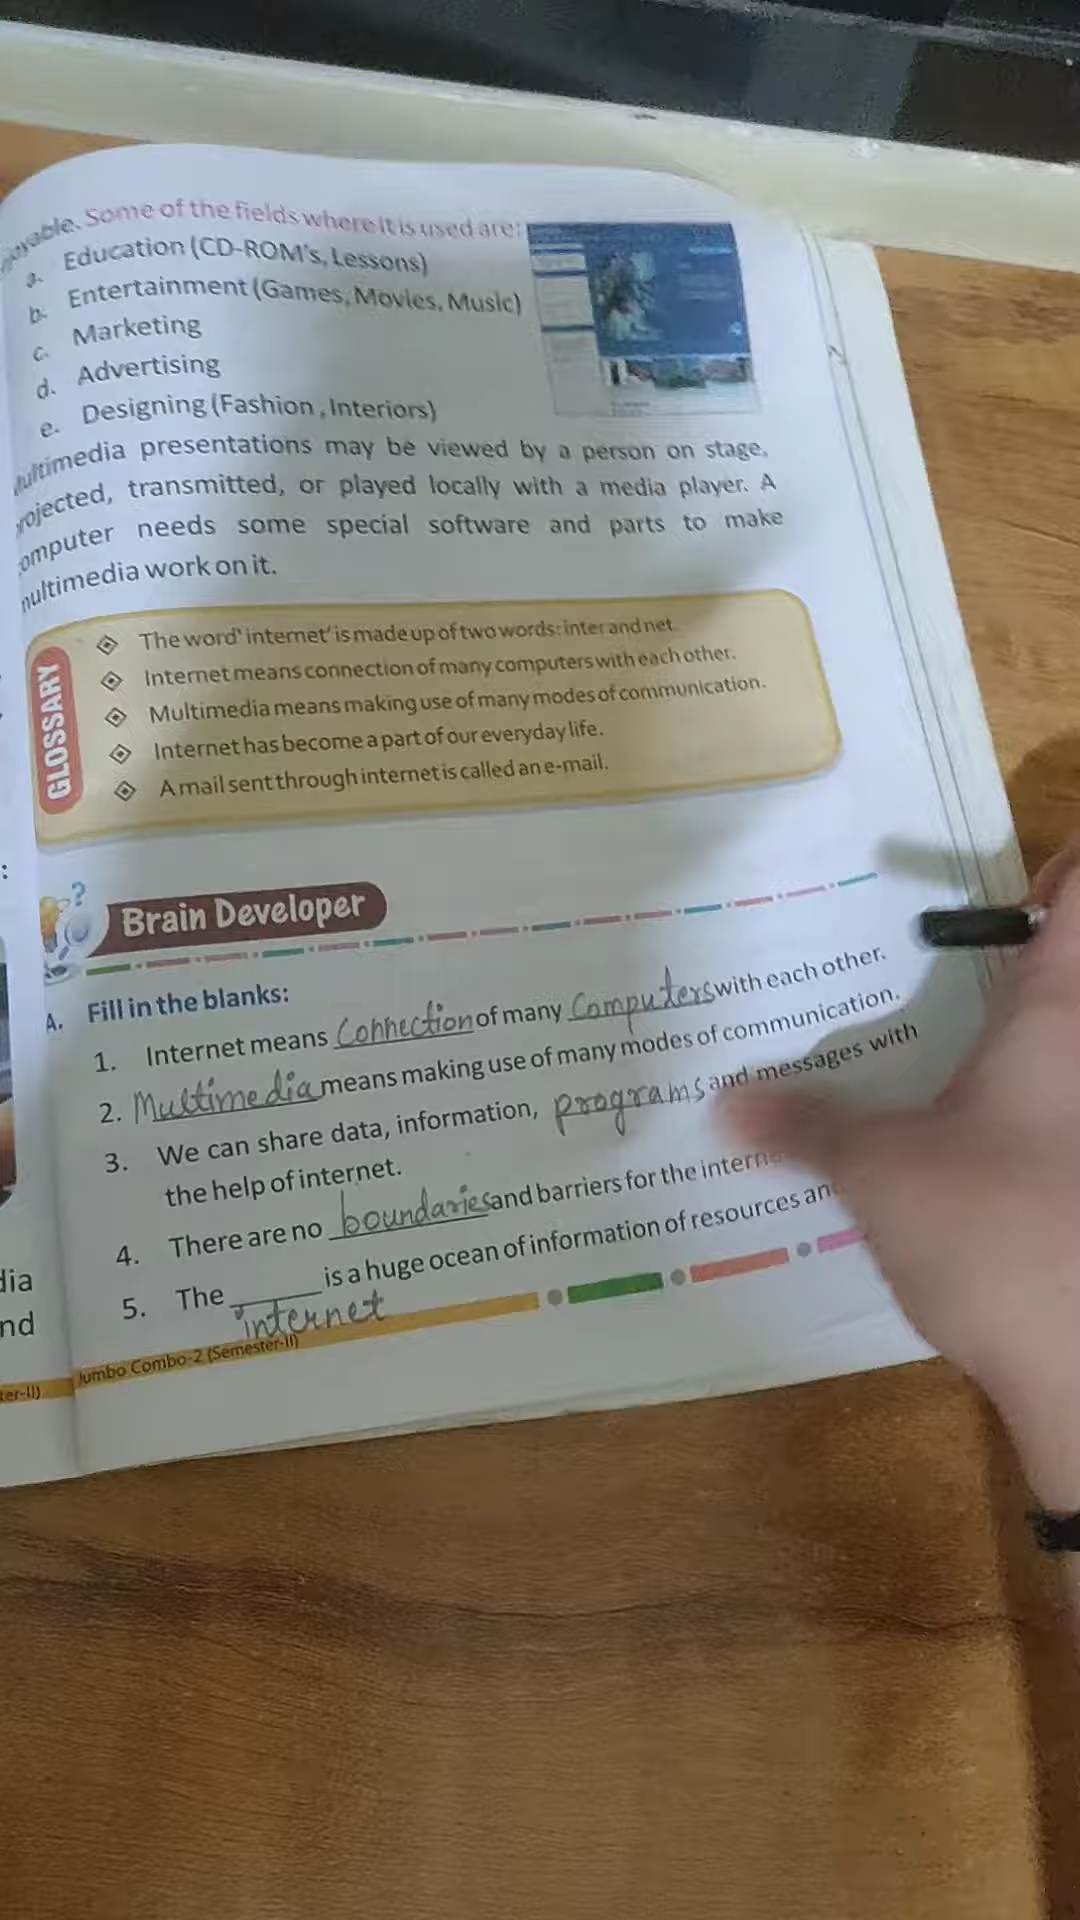 Some of the fields where it is used are:
a. Education (CD-ROM's, Lessons)
b. Entertainment (Games, Movies, Music)
c. Marketing
d. Advertising
e. Designing (Fashion , Interiors)
Multimedia presentations may be viewed by a person on stage,
projected, transmitted, or played locally with a media player. A
computer needs some special software and parts to make
multimedia work on it.
GLOSSARY
The word' internet' is made up of two words: inter and net.
Internet means connection of many computers with each other.
Multimedia means making use of many modes of communication.
Internet has become a part of our everyday life.
A mail sent through internet is called an e-mail.
Brain Developer
A. Fill in the blanks:
1. Internet means Connection of many Computers with each other.
2. Multimedia means making use of many modes of communication.
3. We can share data, information, programs and messages with
the help of internet.
4. There are no boundaries and barriers for the
5. The ______ is a huge ocean of information of resources
internet
Jumbo Combo-2 (Semester-II)